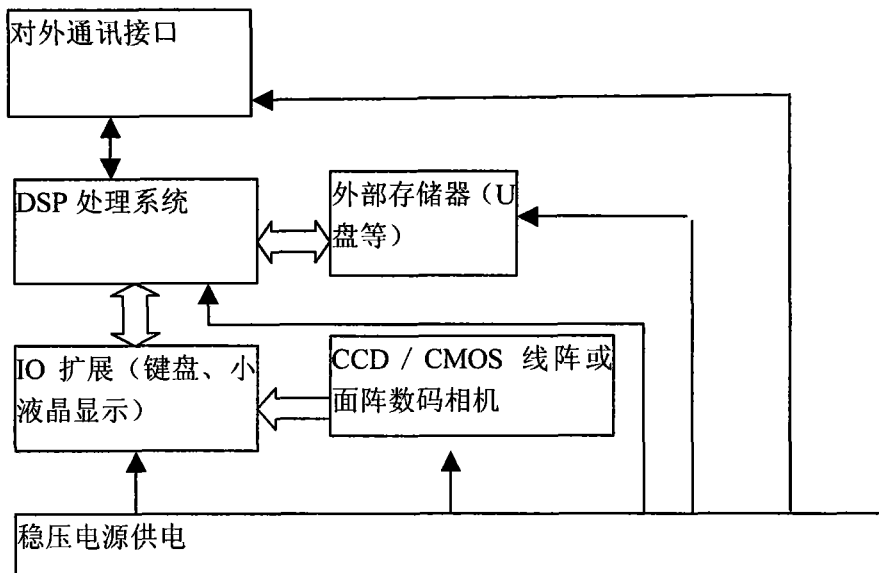 对外通讯接口
DSP 处理系统
外部存储器（U
盘等）
IO 扩展（键盘、小
液晶显示）
CCD / CMOS 线阵或
面阵数码相机
稳压电源供电